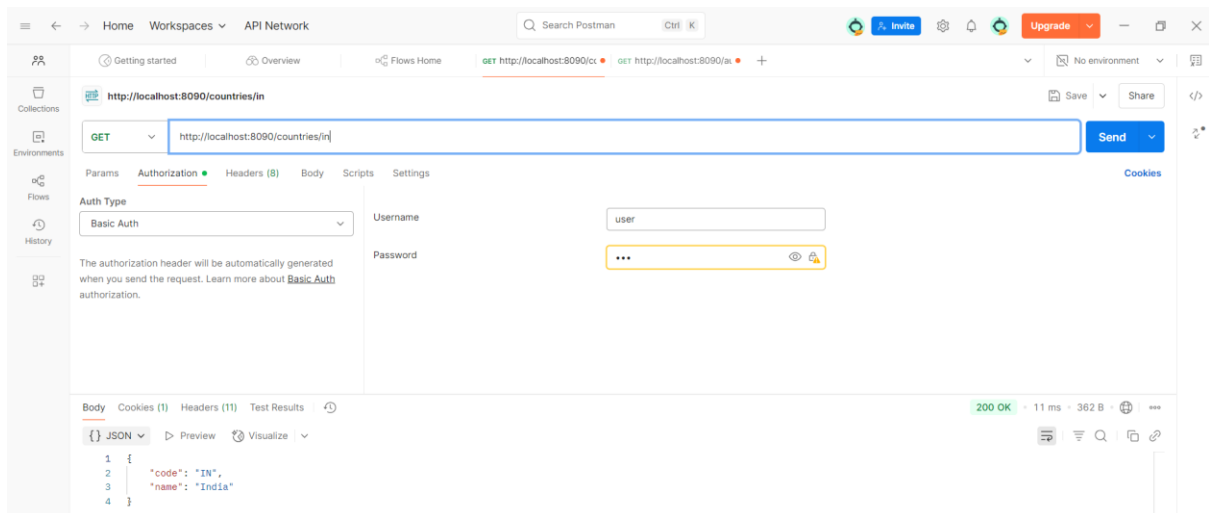 Home Workspaces API Network Search Postman Ctrl K Invite Upgrade
Getting started Overview Flows Home GET http://localhost:8090/cc GET http://localhost:8090/au No environment
Collections
Environments
Flows
History
HTTP http://localhost:8090/countries/in Save Share
GET http://localhost:8090/countries/in Send
Params Authorization Headers (8) Body Scripts Settings Cookies
Auth Type
Basic Auth
The authorization header will be automatically generated
when you send the request. Learn more about Basic Auth
authorization.
Username user
Password •••
Body Cookies (1) Headers (11) Test Results 200 OK 11 ms 362 B
{} JSON Preview Visualize
1 {
2 "code": "IN",
3 "name": "India"
4 }